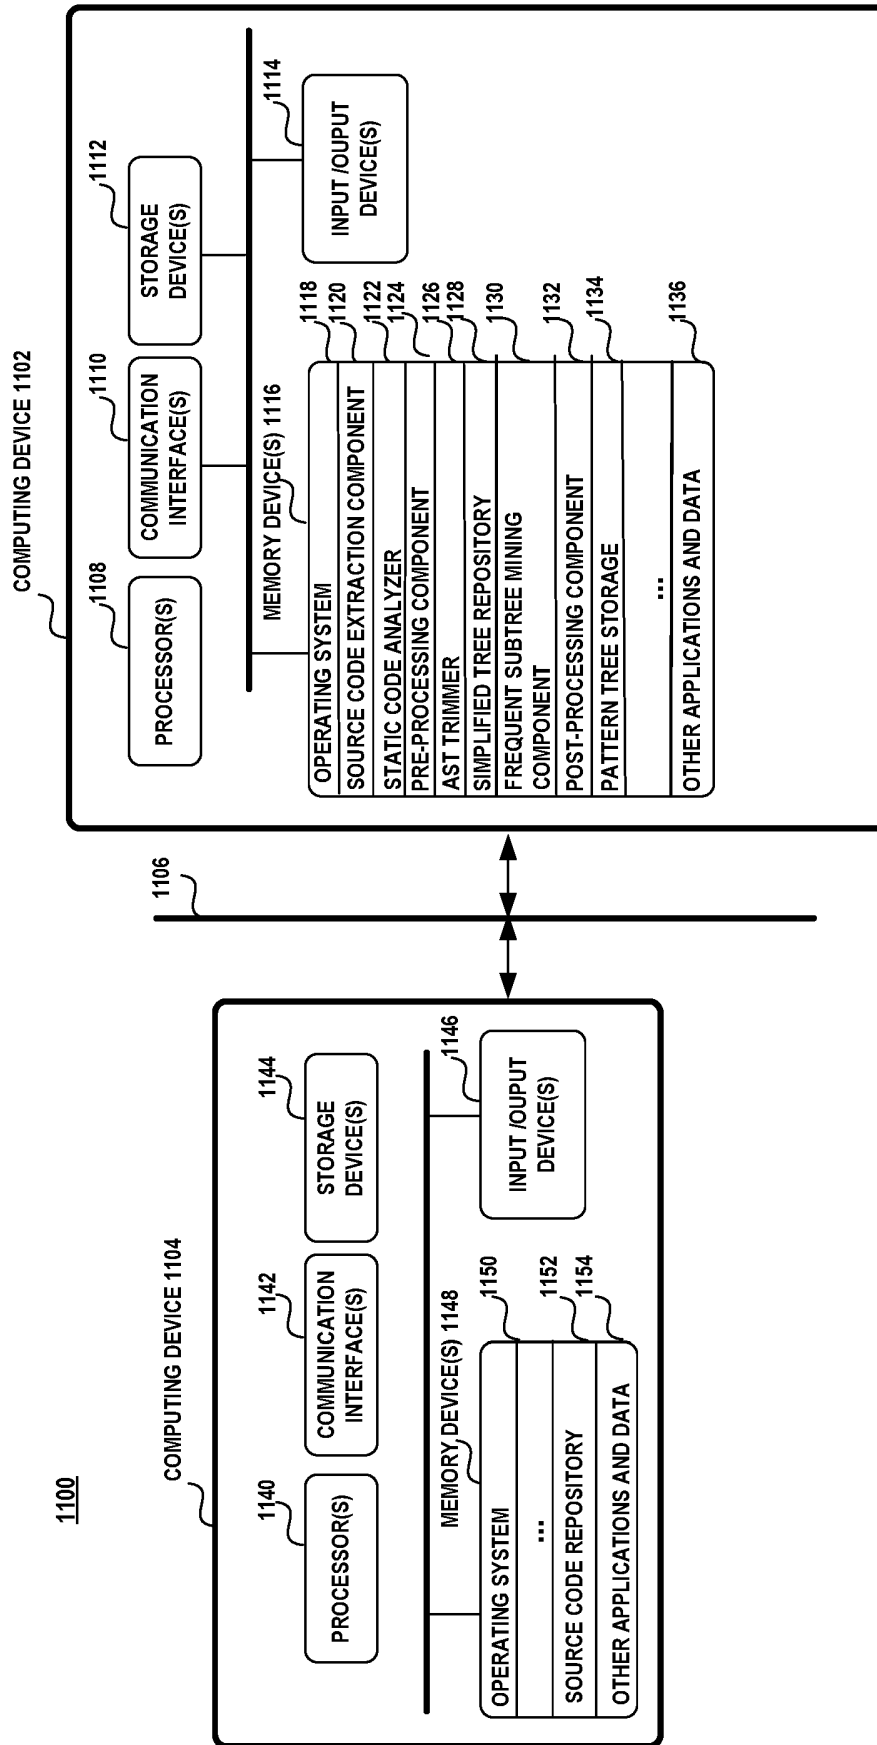 1100
COMPUTING DEVICE 1104
1140
PROCESSOR(S)
1142
COMMUNICATION
INTERFACE(S)
1144
STORAGE
DEVICE(S)
MEMORY DEVICE(S) 1148
1146
INPUT /OUPUT
DEVICE(S)
OPERATING SYSTEM
1150
...
SOURCE CODE REPOSITORY
1152
OTHER APPLICATIONS AND DATA
1154
1106
COMPUTING DEVICE 1102
1108
PROCESSOR(S)
1110
COMMUNICATION
INTERFACE(S)
1112
STORAGE
DEVICE(S)
MEMORY DEVICE(S) 1116
1114
INPUT /OUPUT
DEVICE(S)
OPERATING SYSTEM
1118
SOURCE CODE EXTRACTION COMPONENT
1120
STATIC CODE ANALYZER
1122
PRE-PROCESSING COMPONENT
1124
AST TRIMMER
1126
SIMPLIFIED TREE REPOSITORY
1128
FREQUENT SUBTREE MINING
COMPONENT
1130
POST-PROCESSING COMPONENT
1132
PATTERN TREE STORAGE
1134
...
OTHER APPLICATIONS AND DATA
1136